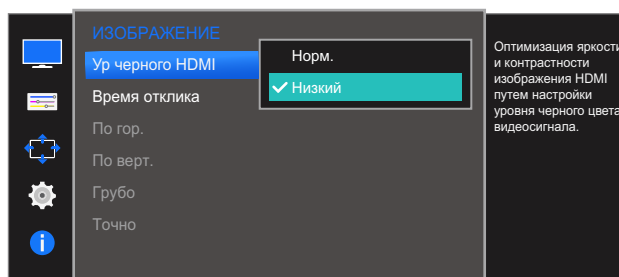 ИЗОБРАЖЕНИЕ
Ур черного HDMI
Время отклика
По гор.
По верт.
Грубо
Точно
Норм.
Низкий
Оптимизация яркости
и контрастности
изображения HDMI
путем настройки
уровня черного цвета
видеосигнала.